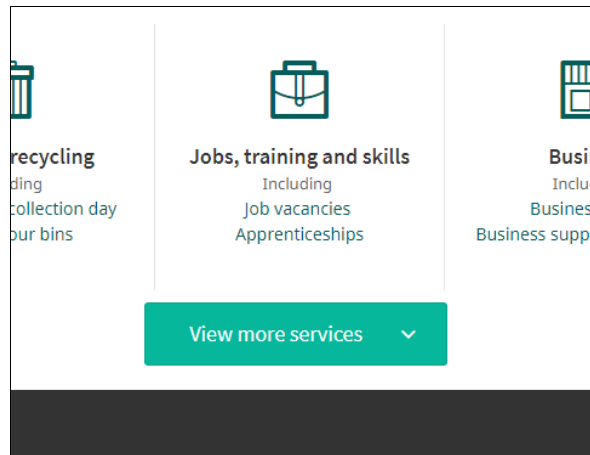 recycling
ding
collection day
our bins
Jobs, training and skills
Including
Job vacancies
Apprenticeships
Busi
Inclu
Busines
Business supp
View more services